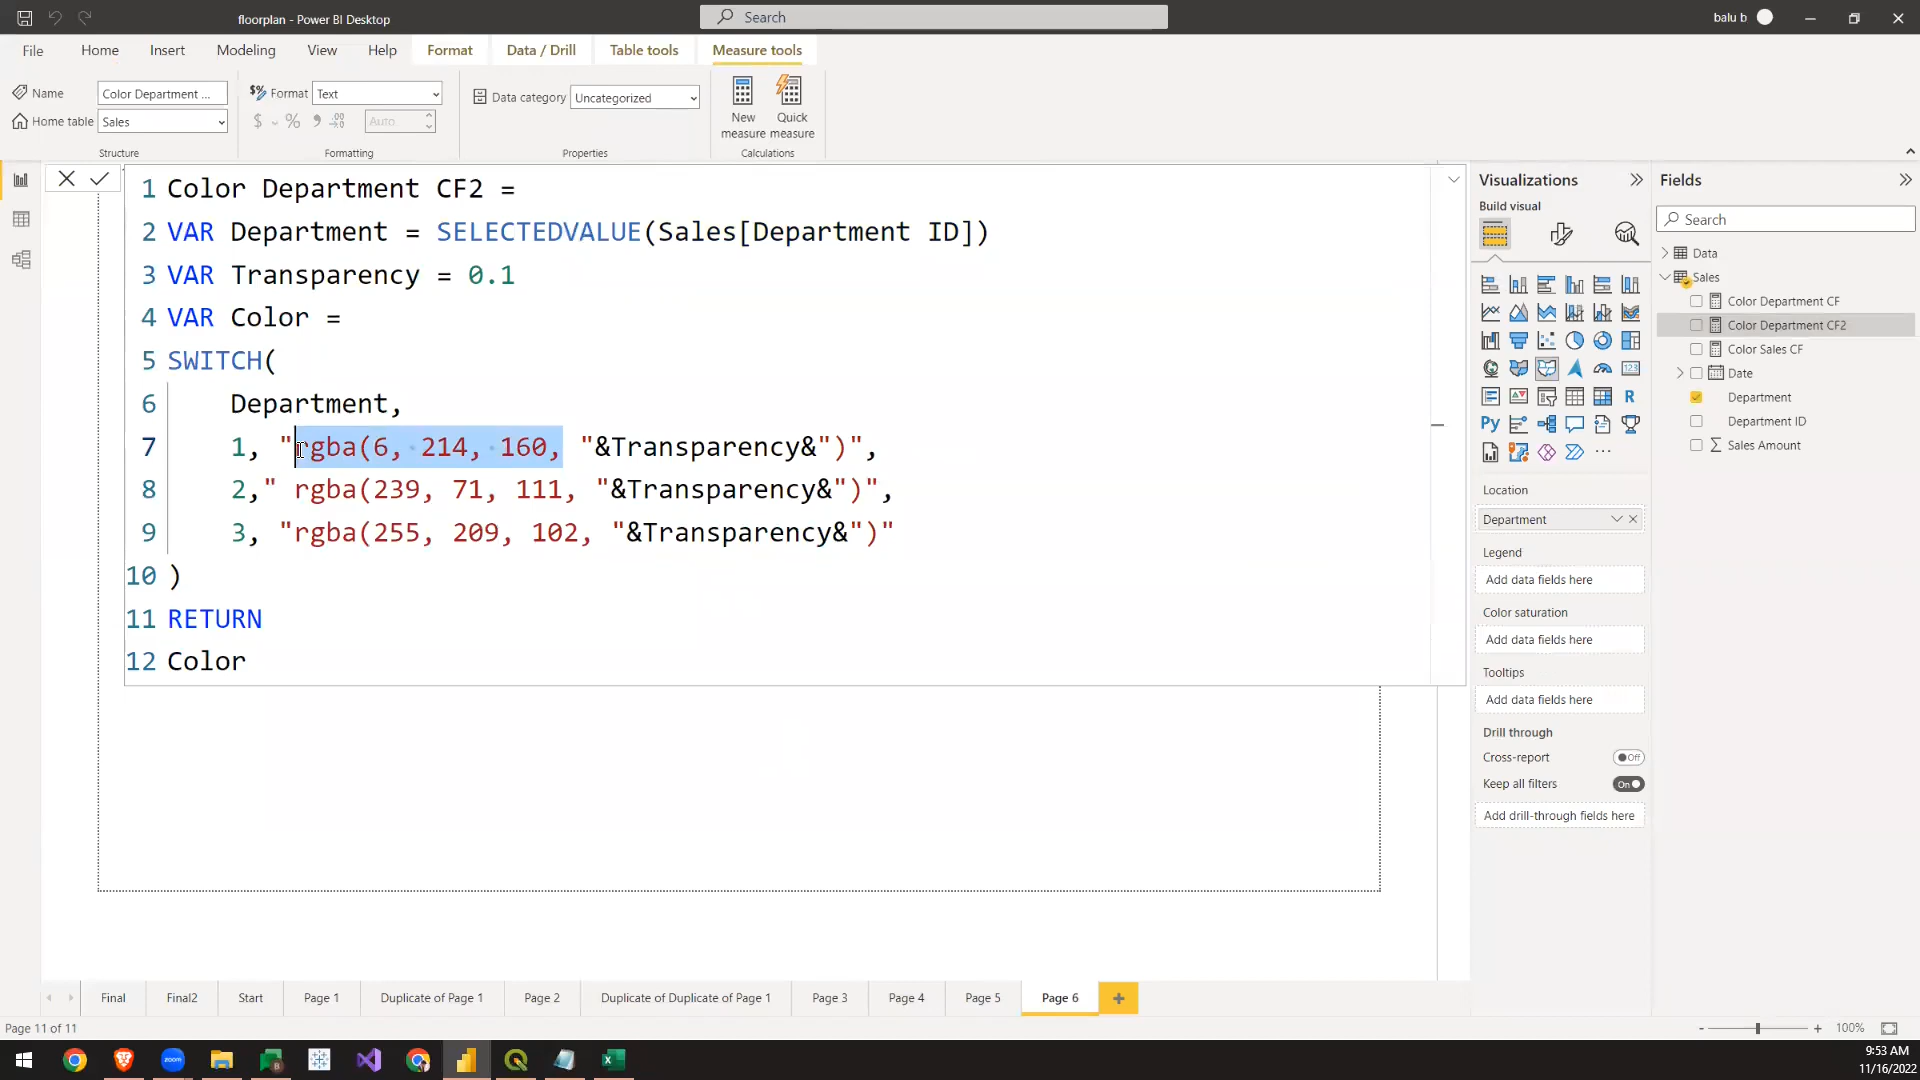 floorplan - Power BI Desktop
Search
balu b
File
Home
Insert
Modeling
View
Help
Format
Data / Drill
Table tools
Measure tools
Name
Color Department ...
Home table
Sales
Structure
Format
Text
$
%
Auto
Formatting
Data category
Uncategorized
Properties
New measure
Quick measure
Calculations
1 Color Department CF2 =
2 VAR Department = SELECTEDVALUE(Sales[Department ID])
3 VAR Transparency = 0.1
4 VAR Color =
5 SWITCH(
6 Department,
7 1, "rgba(6, 214, 160, "&Transparency&")",
8 2," rgba(239, 71, 111, "&Transparency&")",
9 3, "rgba(255, 209, 102, "&Transparency&")"
10 )
11 RETURN
12 Color
Visualizations
Build visual
123
R
Py
Location
Department
Legend
Add data fields here
Color saturation
Add data fields here
Tooltips
Add data fields here
Drill through
Cross-report
Off
Keep all filters
On
Add drill-through fields here
Fields
Search
Data
Sales
Color Department CF
Color Department CF2
Color Sales CF
Date
Department
Department ID
Sales Amount
Final
Final2
Start
Page 1
Duplicate of Page 1
Page 2
Duplicate of Duplicate of Page 1
Page 3
Page 4
Page 5
Page 6
Page 11 of 11
100%
zoom
9:53 AM
11/16/2022